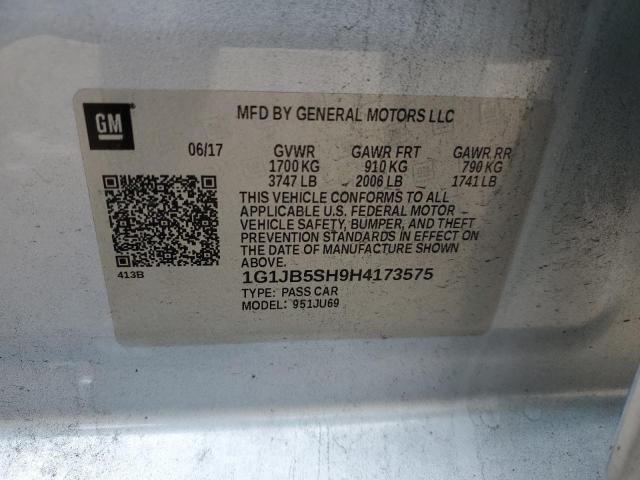 GM
MFD BY GENERAL MOTORS LLC
06/17 GVWR GAWR FRT GAWR RR
1700 KG 910 KG 790 KG
3747 LB 2006 LB 1741 LB
THIS VEHICLE CONFORMS TO ALL
APPLICABLE U.S. FEDERAL MOTOR
VEHICLE SAFETY, BUMPER, AND THEFT
PREVENTION STANDARDS IN EFFECT ON
THE DATE OF MANUFACTURE SHOWN
ABOVE.
413B
1G1JB5SH9H4173575
TYPE: PASS CAR
MODEL: 951JU69